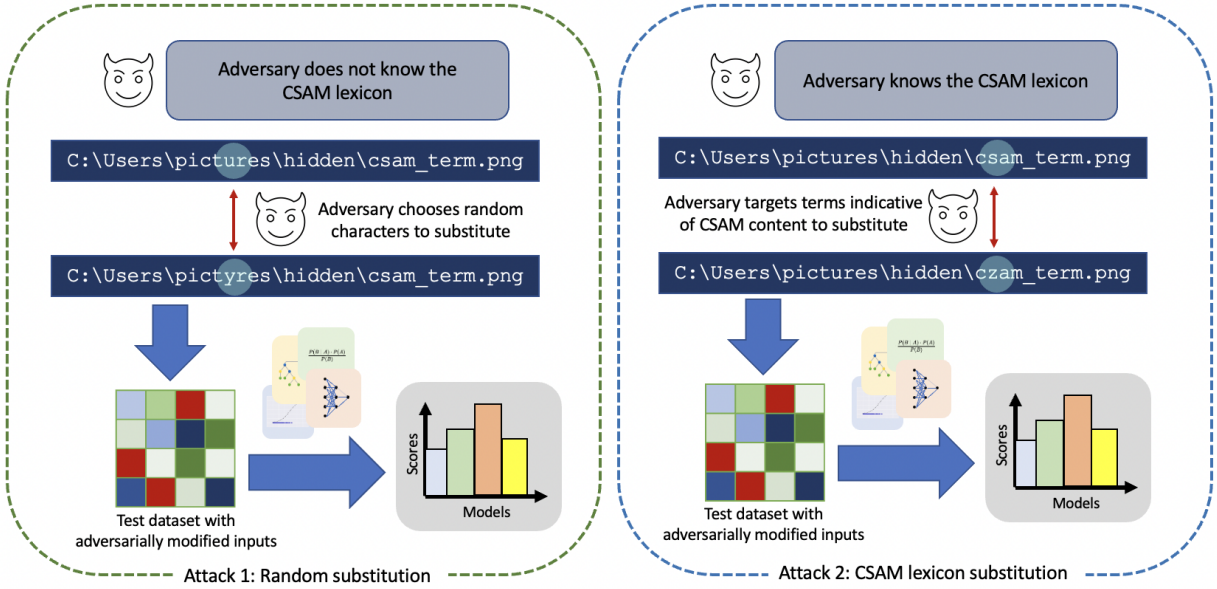 Adversary does not know the
CSAM lexicon
C:\Users\pictures\hidden\csam_term.png
Adversary chooses random
characters to substitute
C:\Users\pictyres\hidden\csam_term.png
P(B | A) · P(A)
P(B)
Scores
Models
Test dataset with
adversarially modified inputs
Attack 1: Random substitution
Adversary knows the CSAM lexicon
C:\Users\pictures\hidden\csam_term.png
Adversary targets terms indicative
of CSAM content to substitute
C:\Users\pictures\hidden\czam_term.png
P(B | A) · P(A)
P(B)
Scores
Models
Test dataset with
adversarially modified inputs
Attack 2: CSAM lexicon substitution